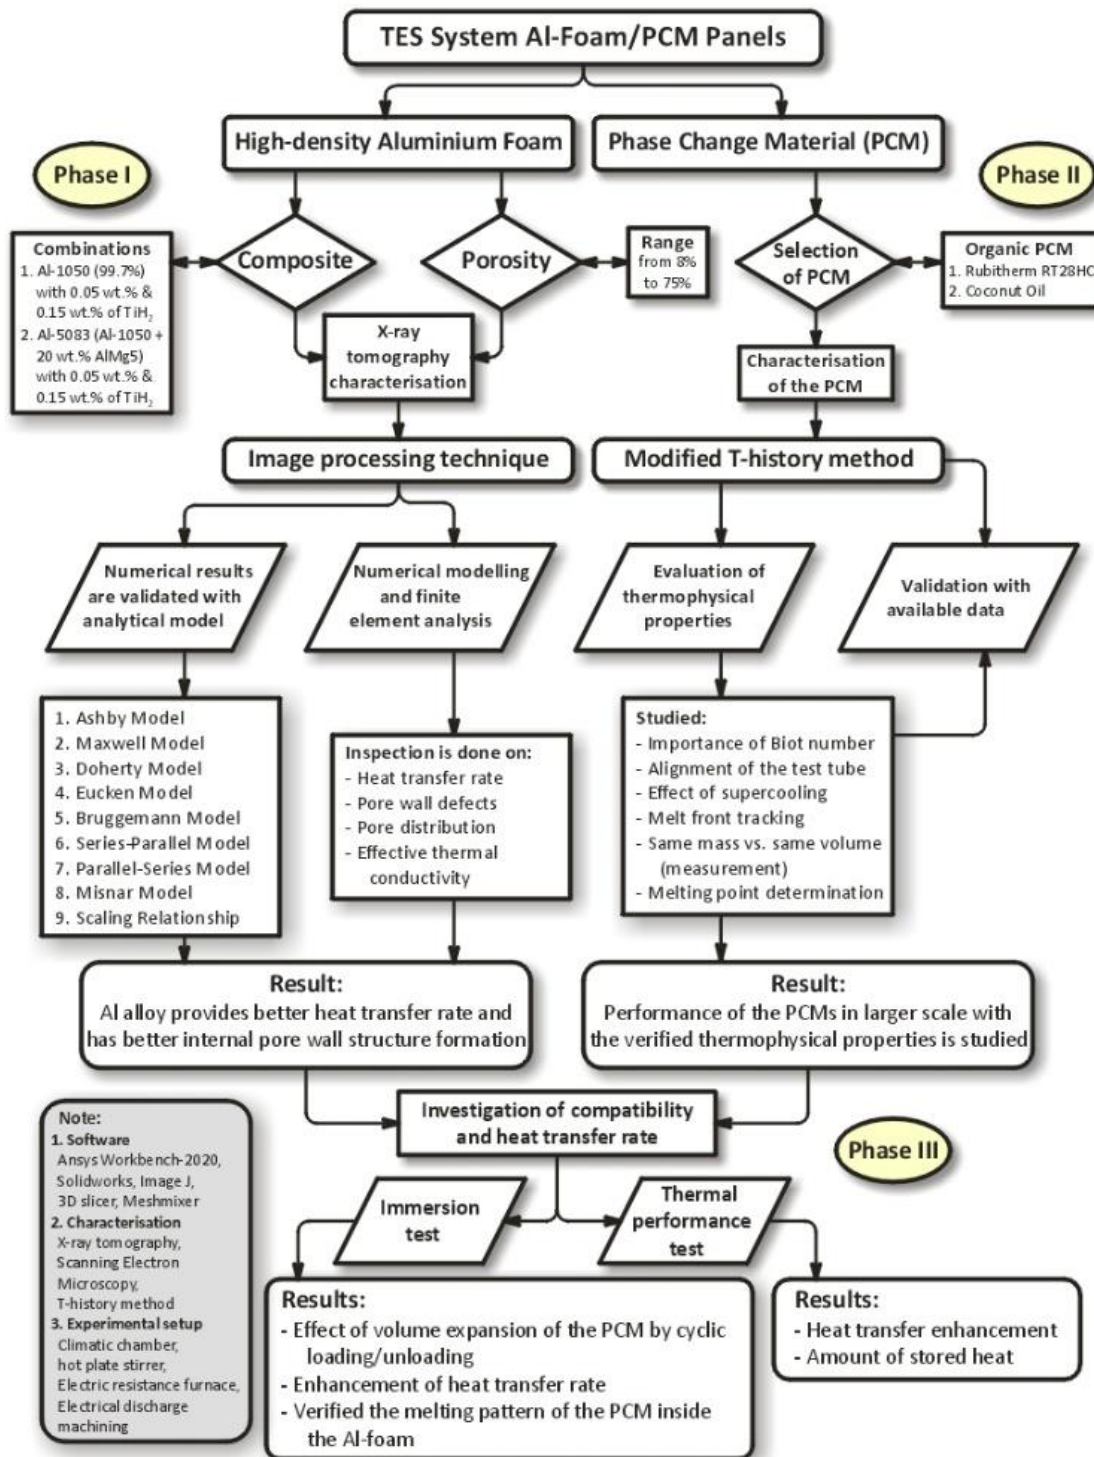 TES System Al-Foam/PCM Panels
High-density Aluminium Foam
Phase Change Material (PCM)
Phase I
Phase II
Combinations
1. Al-1050 (99.7%)
with 0.05 wt.% &
0.15 wt.% of TiH₂
2. Al-5083 (Al-1050 +
20 wt.% AlMg5)
with 0.05 wt.% &
0.15 wt.% of TiH₂
Composite
Porosity
Range
from 8%
to 75%
Selection
of PCM
Organic PCM
1. Rubitherm RT28HC
2. Coconut Oil
X-ray
tomography
characterisation
Characterisation
of the PCM
Image processing technique
Modified T-history method
Numerical results
are validated with
analytical model
Numerical modelling
and finite
element analysis
Evaluation of
thermophysical
properties
Validation with
available data
1. Ashby Model
2. Maxwell Model
3. Doherty Model
4. Eucken Model
5. Bruggemann Model
6. Series-Parallel Model
7. Parallel-Series Model
8. Misnar Model
9. Scaling Relationship
Inspection is done on:
- Heat transfer rate
- Pore wall defects
- Pore distribution
- Effective thermal
conductivity
Studied:
- Importance of Biot number
- Alignment of the test tube
- Effect of supercooling
- Melt front tracking
- Same mass vs. same volume
(measurement)
- Melting point determination
Result:
Al alloy provides better heat transfer rate and
has better internal pore wall structure formation
Result:
Performance of the PCMs in larger scale with
the verified thermophysical properties is studied
Investigation of compatibility
and heat transfer rate
Phase III
Note:
1. Software
Ansys Workbench-2020,
Solidworks, Image J,
3D slicer, Meshmixer
2. Characterisation
X-ray tomography,
Scanning Electron
Microscopy,
T-history method
3. Experimental setup
Climatic chamber,
hot plate stirrer,
Electric resistance furnace,
Electrical discharge
machining
Immersion
test
Thermal
performance
test
Results:
- Effect of volume expansion of the PCM by cyclic
loading/unloading
- Enhancement of heat transfer rate
- Verified the melting pattern of the PCM inside
the Al-foam
Results:
- Heat transfer enhancement
- Amount of stored heat